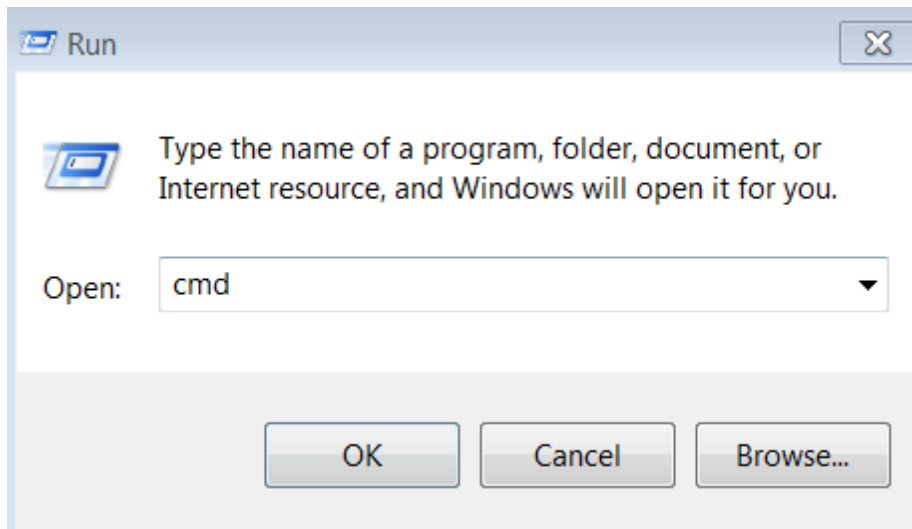 Run
Type the name of a program, folder, document, or
Internet resource, and Windows will open it for you.
Open: cmd
OK Cancel Browse...